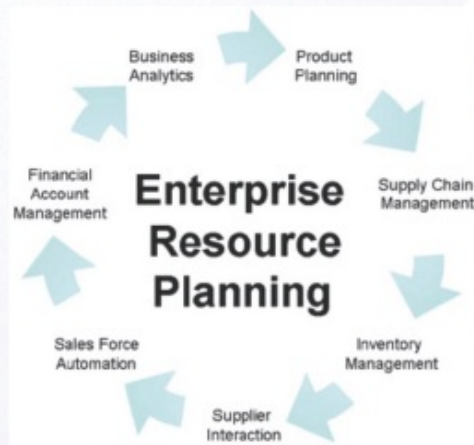 Business
Analytics
Product
Planning
Financial
Account
Management
Enterprise
Resource
Planning
Supply Chain
Management
Sales Force
Automation
Inventory
Management
Supplier
Interaction